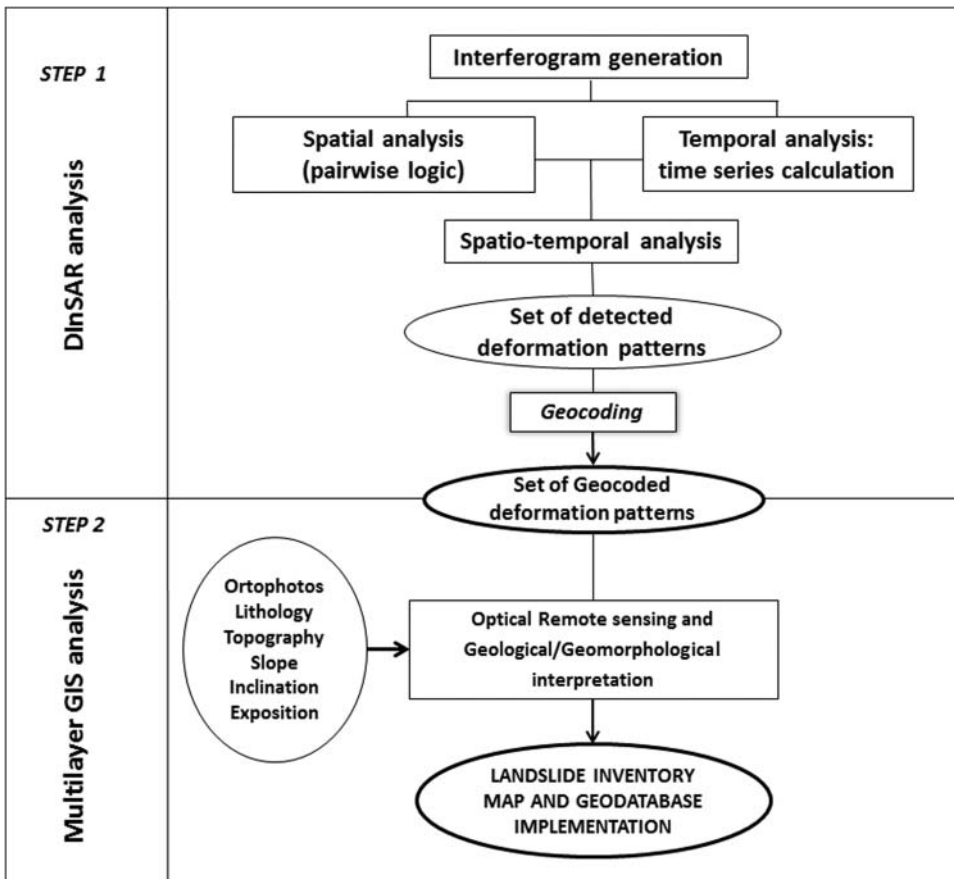 STEP 1
DInSAR analysis
Interferogram generation
Spatial analysis
(pairwise logic)
Temporal analysis:
time series calculation
Spatio-temporal analysis
Set of detected
deformation patterns
Geocoding
Set of Geocoded
deformation patterns
STEP 2
Multilayer GIS analysis
Ortophotos
Lithology
Topography
Slope
Inclination
Exposition
Optical Remote sensing and
Geological/Geomorphological
interpretation
LANDSLIDE INVENTORY
MAP AND GEODATABASE
IMPLEMENTATION